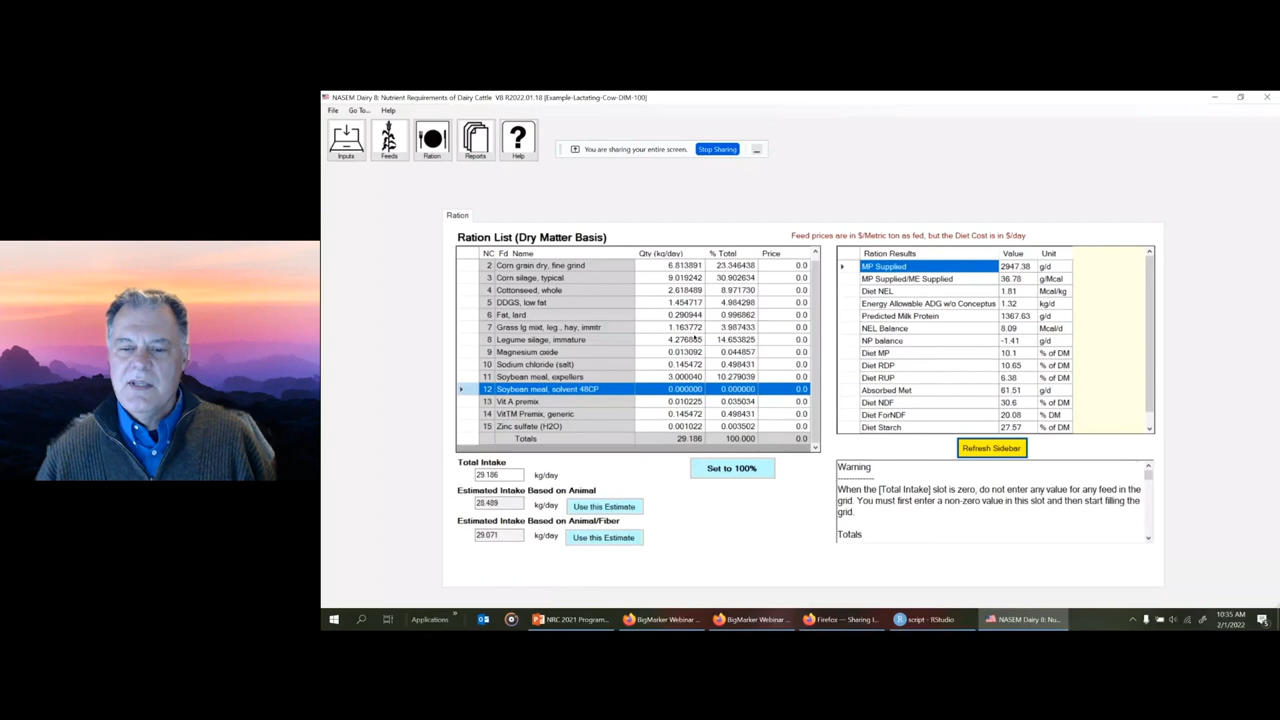 NASEM Dairy 8: Nutrient Requirements of Dairy Cattle V8 R2022.01.18 [Example-Lactating-Cow-DIM-100]
File Go To... Help
Inputs Feeds Ration Reports Help
You are sharing your entire screen. Stop Sharing
Ration
Ration List (Dry Matter Basis)
Feed prices are in $/Metric ton as fed, but the Diet Cost is in $/day
NC Fd Name Qty (kg/day) % Total Price
2 Corn grain dry, fine grind 6.813891 23.346438 0.0
3 Corn silage, typical 9.019242 30.902634 0.0
4 Cottonseed, whole 2.618489 8.971730 0.0
5 DDGS, low fat 1.454717 4.984298 0.0
6 Fat, lard 0.290944 0.996862 0.0
7 Grass lg mixt, leg., hay, immtr 1.163772 3.987433 0.0
8 Legume silage, immature 4.276855 14.653825 0.0
9 Magnesium oxide 0.013092 0.044857 0.0
10 Sodium chloride (salt) 0.145472 0.498431 0.0
11 Soybean meal, expellers 3.000040 10.279039 0.0
12 Soybean meal, solvent 48CP 0.000000 0.000000 0.0
13 Vit A premix 0.010225 0.035034 0.0
14 VitTM Premix, generic 0.145472 0.498431 0.0
15 Zinc sulfate (H2O) 0.001022 0.003502 0.0
Totals 29.186 100.000 0.0
Ration Results Value Unit
MP Supplied 2947.38 g/d
MP Supplied/ME Supplied 36.78 g/Mcal
Diet NEL 1.81 Mcal/kg
Energy Allowable ADG w/o Conceptus 1.32 kg/d
Predicted Milk Protein 1367.63 g/d
NEL Balance 8.09 Mcal/d
NP balance -1.41 g/d
Diet MP 10.1 % of DM
Diet RDP 10.65 % of DM
Diet RUP 6.38 % of DM
Absorbed Met 61.51 g/d
Diet NDF 30.6 % of DM
Diet ForNDF 20.08 % DM
Diet Starch 27.57 % of DM
Refresh Sidebar
Total Intake
29.186 kg/day
Set to 100%
Estimated Intake Based on Animal
28.489 kg/day Use this Estimate
Estimated Intake Based on Animal/Fiber
29.071 kg/day Use this Estimate
Warning
-------------
When the [Total Intake] slot is zero, do not enter any value for any feed in the
grid. You must first enter a non-zero value in this slot and then start filling the
grid.
Totals
Applications
NRC 2021 Program...
BigMarker Webinar ...
BigMarker Webinar ...
Firefox — Sharing I...
script - RStudio
NASEM Dairy 8: Nu...
10:35 AM
2/1/2022